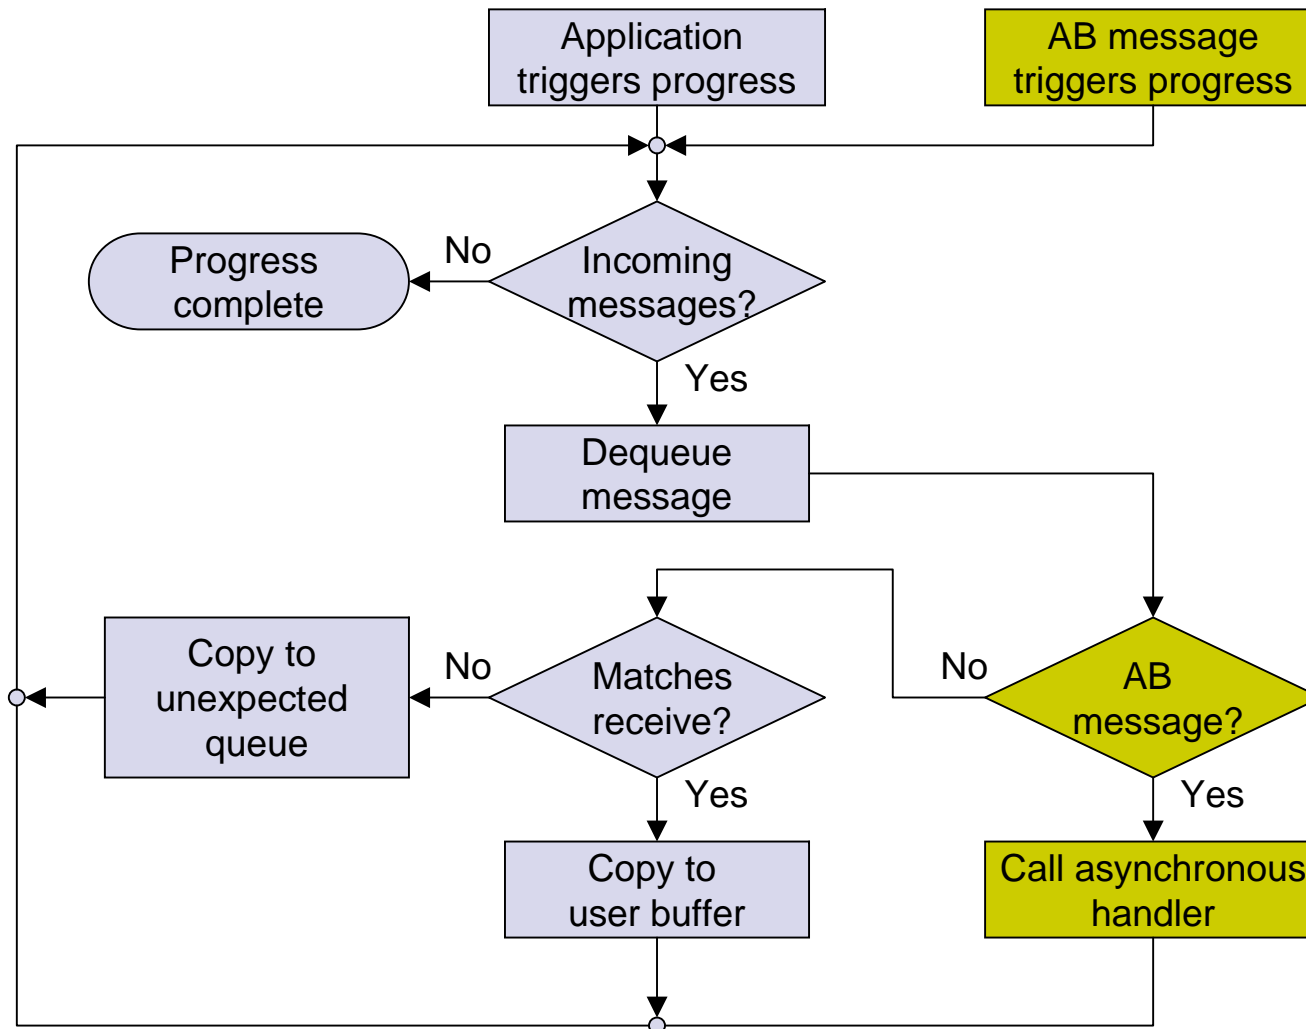 Application
triggers progress
AB message
triggers progress
Progress
complete
No
Incoming
messages?
Yes
Dequeue
message
Copy to
unexpected
queue
No
Matches
receive?
No
AB
message?
Yes
Yes
Copy to
user buffer
Call asynchronous
handler